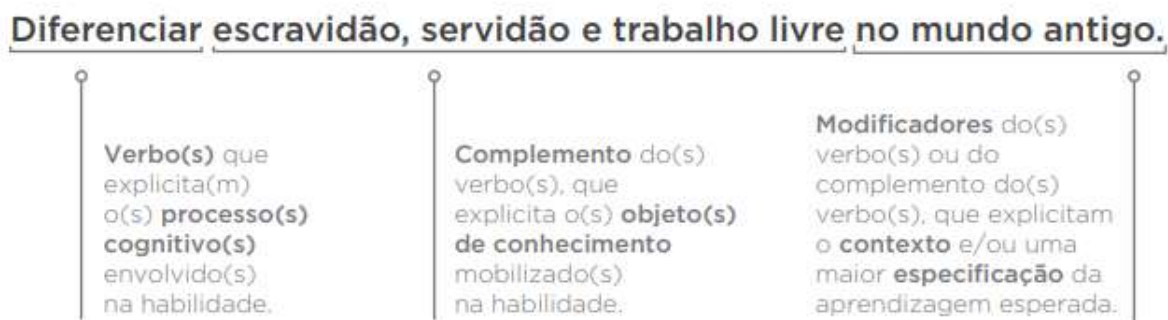 Diferenciar escravidão, servidão e trabalho livre no mundo antigo.
Verbo(s) que
explicita(m)
o(s) processo(s)
cognitivo(s)
envolvido(s)
na habilidade.
Complemento do(s)
verbo(s), que
explicita o(s) objeto(s)
de conhecimento
mobilizado(s)
na habilidade.
Modificadores do(s)
verbo(s) ou do
complemento do(s)
verbo(s), que explicitam
o contexto e/ou uma
maior especificação da
aprendizagem esperada.